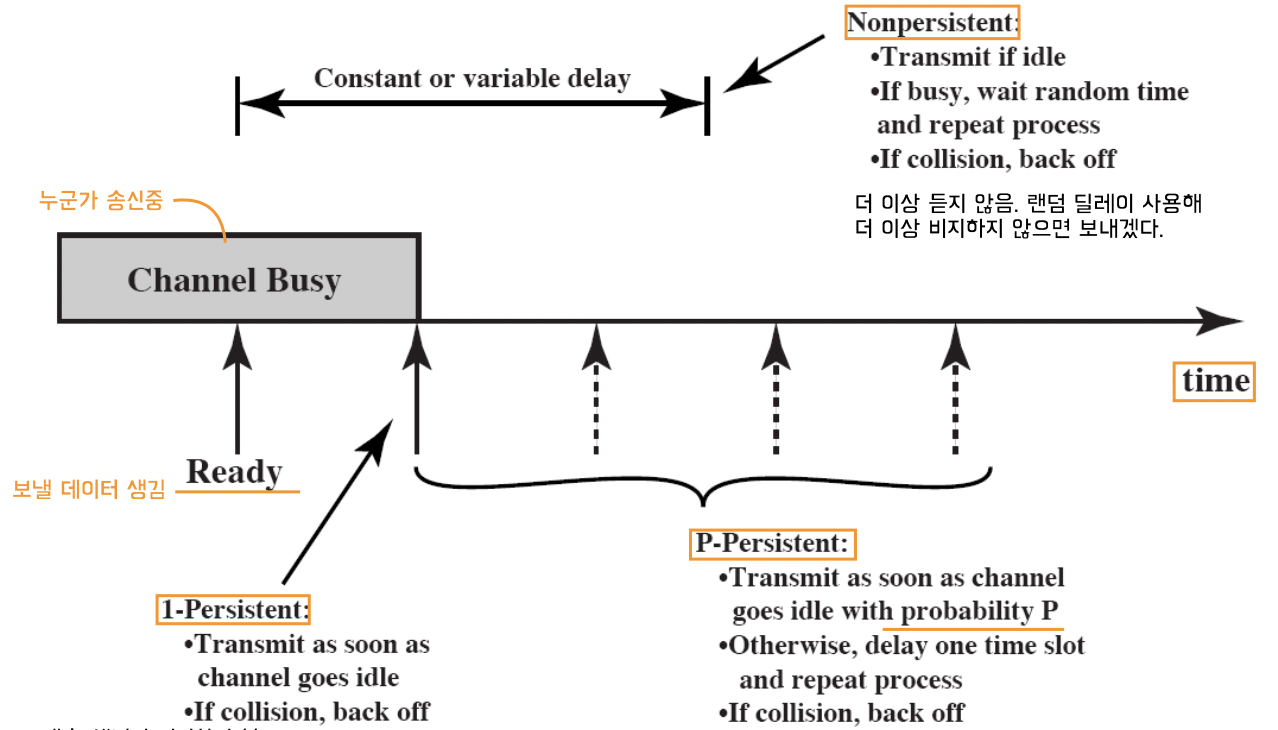 Nonpersistent:
•Transmit if idle
•If busy, wait random time
and repeat process
•If collision, back off
더 이상 듣지 않음. 랜덤 딜레이 사용해
더 이상 비지하지 않으면 보내겠다.
Constant or variable delay
누군가 송신중
Channel Busy
time
보낼 데이터 생김
Ready
1-Persistent:
•Transmit as soon as
channel goes idle
•If collision, back off
P-Persistent:
•Transmit as soon as channel
goes idle with probability P
•Otherwise, delay one time slot
and repeat process
•If collision, back off